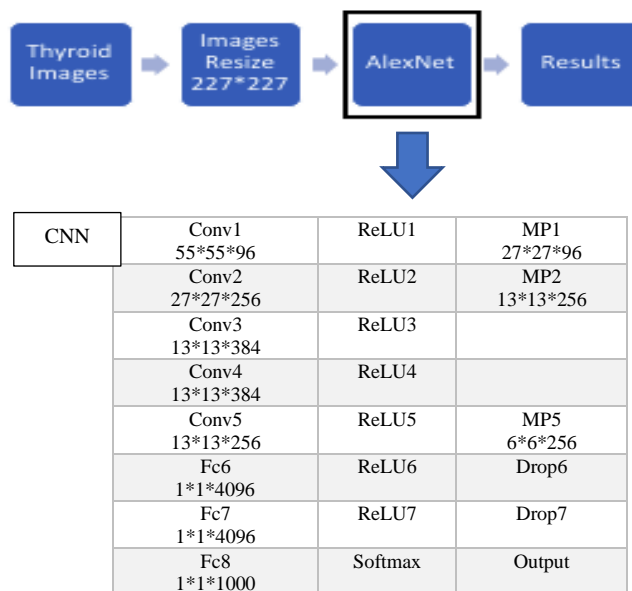 Thyroid
Images
Images
Resize
227*227
AlexNet
Results
CNN
Conv1 ReLU1 MP1
55*55*96 27*27*96
Conv2 ReLU2 MP2
27*27*256 13*13*256
Conv3 ReLU3
13*13*384
Conv4 ReLU4
13*13*384
Conv5 ReLU5 MP5
13*13*256 6*6*256
Fc6 ReLU6 Drop6
1*1*4096
Fc7 ReLU7 Drop7
1*1*4096
Fc8 Softmax Output
1*1*1000